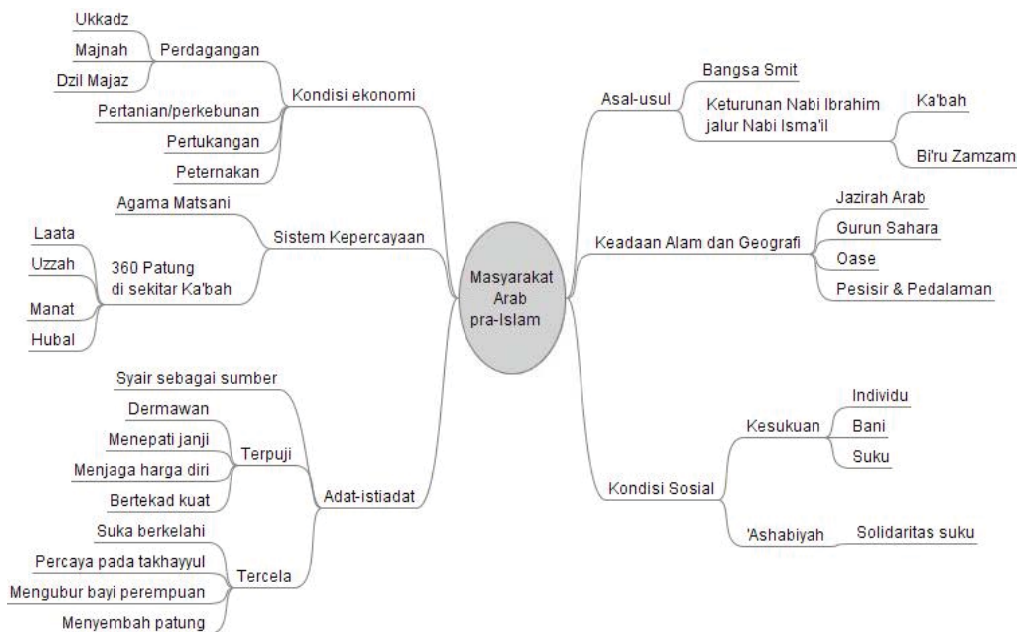 Masyarakat
Arab
pra-Islam
Kondisi ekonomi
Perdagangan
Ukkadz
Majnah
Dzil Majaz
Pertanian/perkebunan
Pertukangan
Peternakan
Sistem Kepercayaan
Agama Matsani
360 Patung
di sekitar Ka'bah
Laata
Uzzah
Manat
Hubal
Adat-istiadat
Syair sebagai sumber
Terpuji
Dermawan
Menepati janji
Menjaga harga diri
Bertekad kuat
Tercela
Suka berkelahi
Percaya pada takhayyul
Mengubur bayi perempuan
Menyembah patung
Asal-usul
Bangsa Smit
Keturunan Nabi Ibrahim
jalur Nabi Isma'il
Ka'bah
Bi'ru Zamzam
Keadaan Alam dan Geografi
Jazirah Arab
Gurun Sahara
Oase
Pesisir & Pedalaman
Kondisi Sosial
Kesukuan
Individu
Bani
Suku
'Ashabiyah
Solidaritas suku